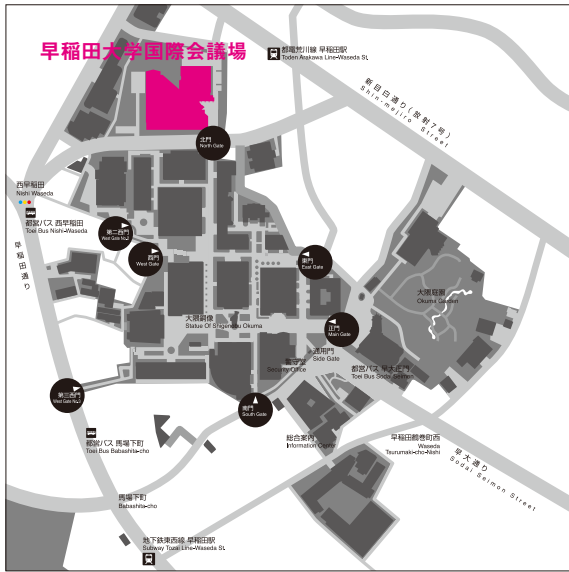 早稲田大学国際会議場
都電荒川線 早稲田駅
Toden Arakawa Line-Waseda St.
新目白通り(放射7号)
Shin-mejiro Street
北門
North Gate
西早稲田
Nishi Waseda
都営バス 西早稲田
Toei Bus Nishi-Waseda
早稲田通り
第二西門
West Gate No.2
西門
West Gate
東門
East Gate
大隈庭園
Okuma Garden
大隈銅像
Statue Of Shigenobu Okuma
正門
Main Gate
通用門
Side Gate
警守室
Security Office
都営バス 早大正門
Toei Bus Sodai Seimon
第三西門
West Gate No.3
南門
South Gate
都営バス 馬場下町
Toei Bus Babashita-cho
総合案内
Information Center
早稲田鶴巻町西
Waseda
Tsurumaki-cho-Nishi
早大通り
Sodai Seimon Street
馬場下町
Babashita-cho
地下鉄東西線 早稲田駅
Subway Tozai Line-Waseda St.